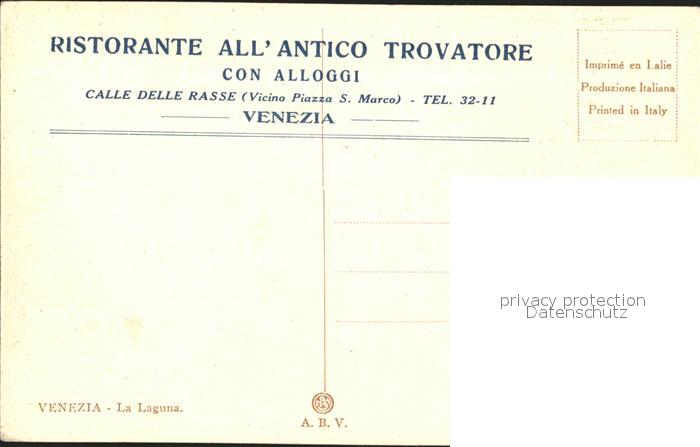 RISTORANTE ALL' ANTICO TROVATORE
CON ALLOGGI
CALLE DELLE RASSE (Vicino Piazza S. Marco) - TEL. 32-11
VENEZIA
Imprimé en I.alie
Produzione Italiana
Printed in Italy
privacy protection
Datenschutz
VENEZIA - La Laguna.
A. B. V.